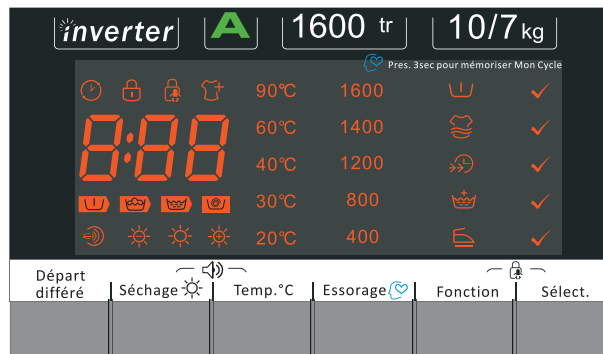 inverter A 1600 tr 10/7 kg
Pres. 3sec pour mémoriser Mon Cycle
90°C 1600
60°C 1400
8:88
40°C 1200
30°C 800
20°C 400
Départ différé
Séchage
Temp.°C
Essorage
Fonction
Sélect.